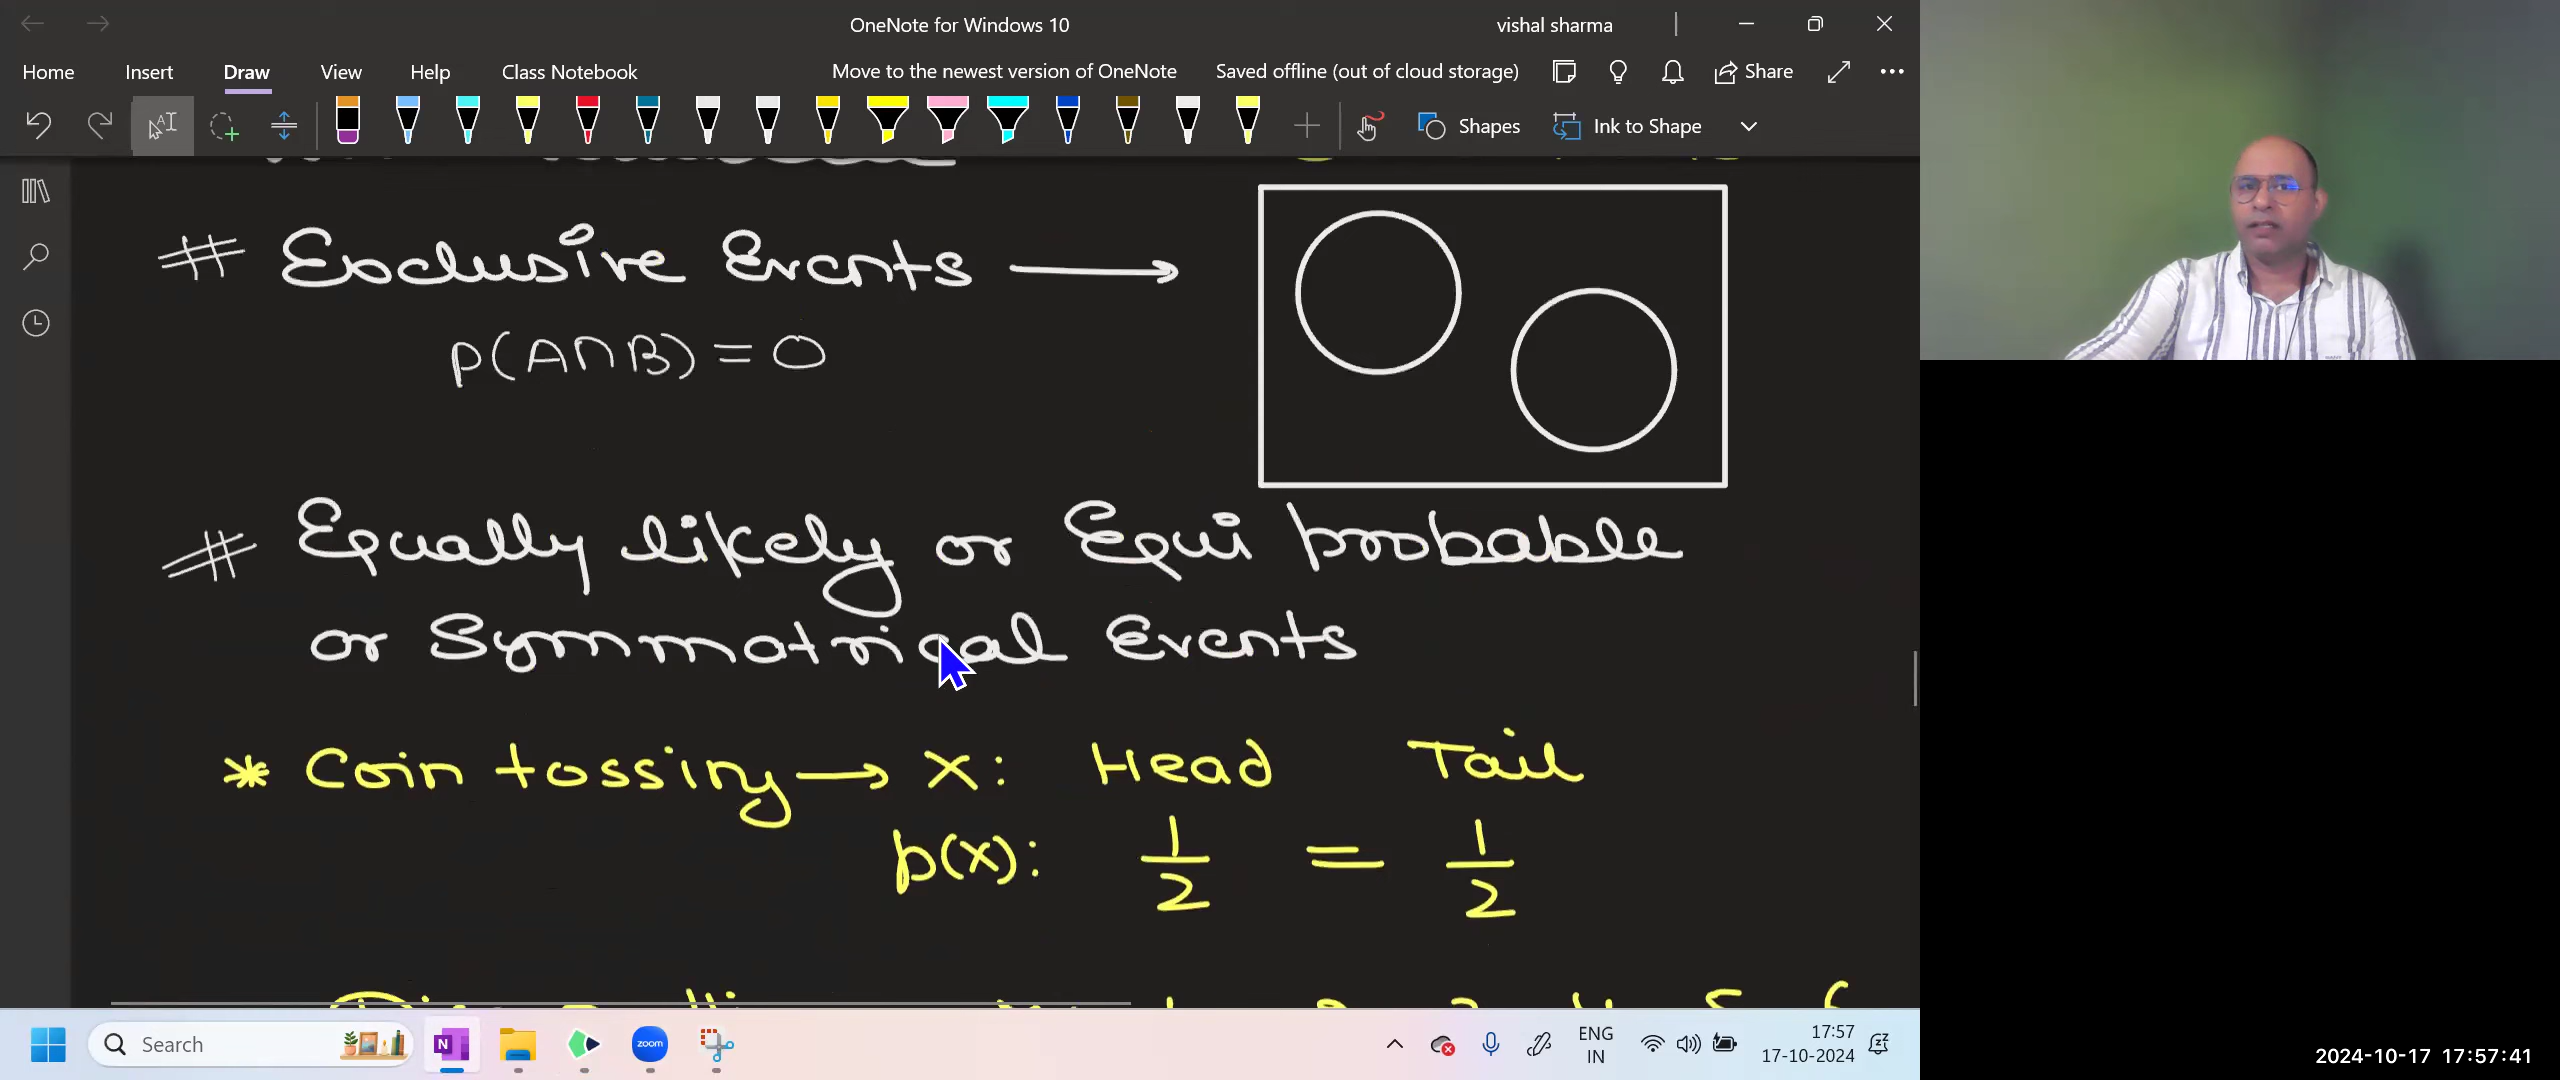 OneNote for Windows 10
vishal sharma
Home Insert Draw View Help Class Notebook
Move to the newest version of OneNote Saved offline (out of cloud storage) Share
Shapes Ink to Shape
# Exclusive Events →
P(A∩B) = 0
# Equally likely or Equi probable
or Symmatrical Events
* Coin tossing → X: Head Tail
p(x): 1/2 = 1/2
Search
zoom
ENG
IN
17:57
17-10-2024
2024-10-17 17:57:41